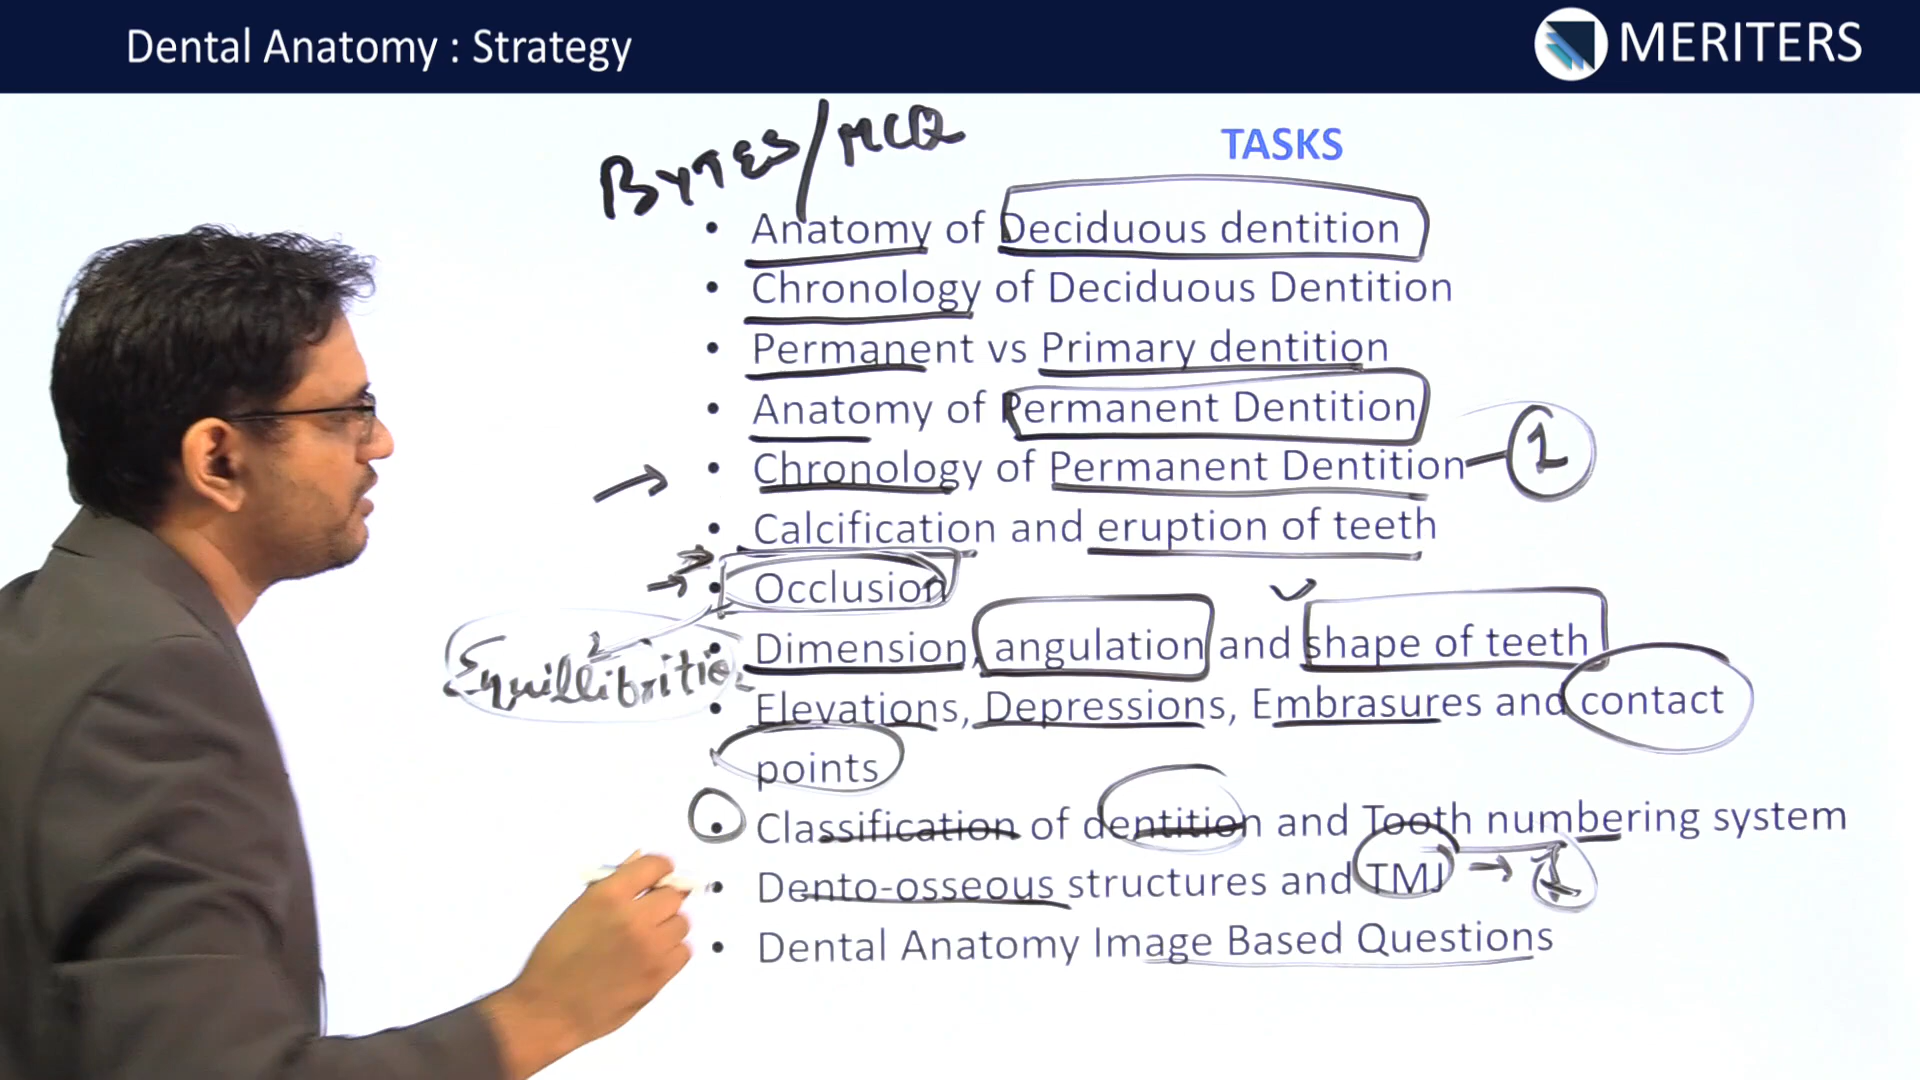 Dental Anatomy : Strategy
MERITERS
BYTES/MCQ
TASKS
• Anatomy of Deciduous dentition
• Chronology of Deciduous Dentition
• Permanent vs Primary dentition
• Anatomy of Permanent Dentition
• Chronology of Permanent Dentition
1
• Calcification and eruption of teeth
• Occlusion
• Dimension, angulation and shape of teeth
• Elevations, Depressions, Embrasures and contact
points
• Classification of dentition and Tooth numbering system
• Dento-osseous structures and TMJ → 1
• Dental Anatomy Image Based Questions